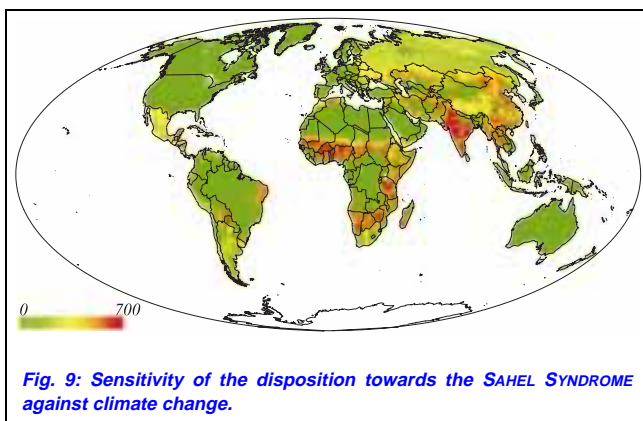 0 700
Fig. 9: Sensitivity of the disposition towards the SAHEL SYNDROME
against climate change.